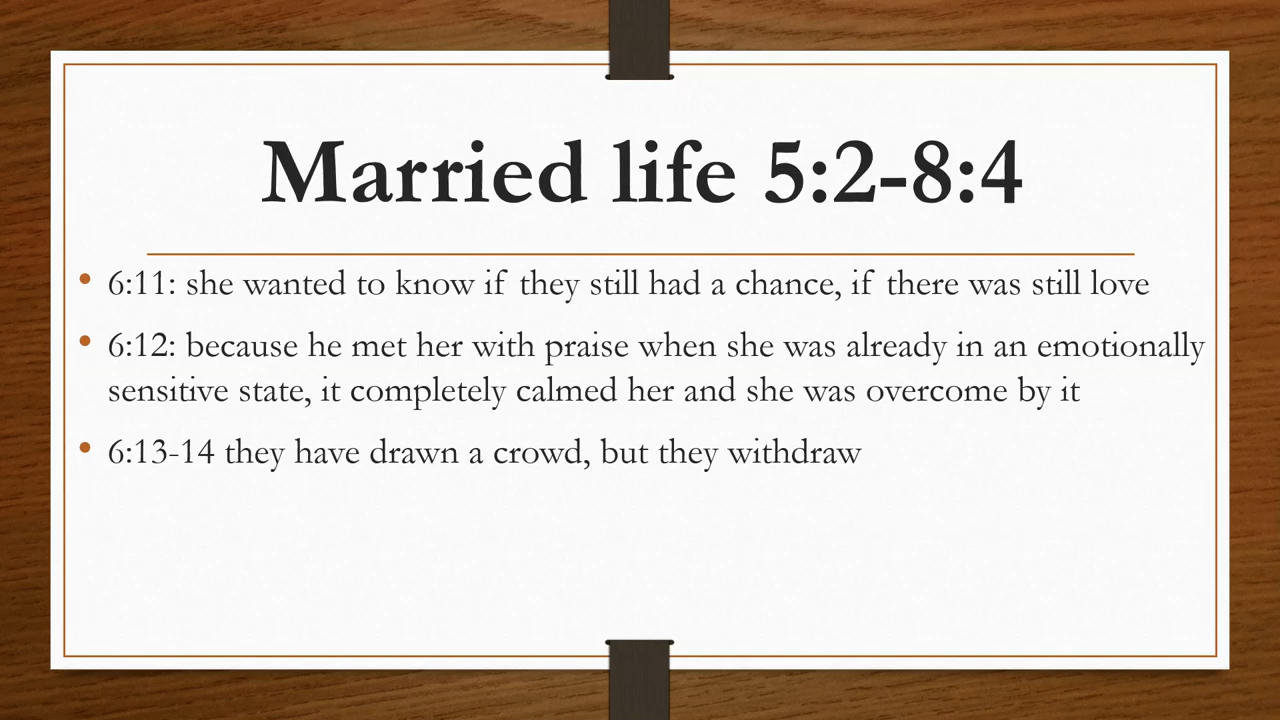 Married life 5:2-8:4
• 6:11: she wanted to know if they still had a chance, if there was still love
• 6:12: because he met her with praise when she was already in an emotionally
sensitive state, it completely calmed her and she was overcome by it
• 6:13-14 they have drawn a crowd, but they withdraw